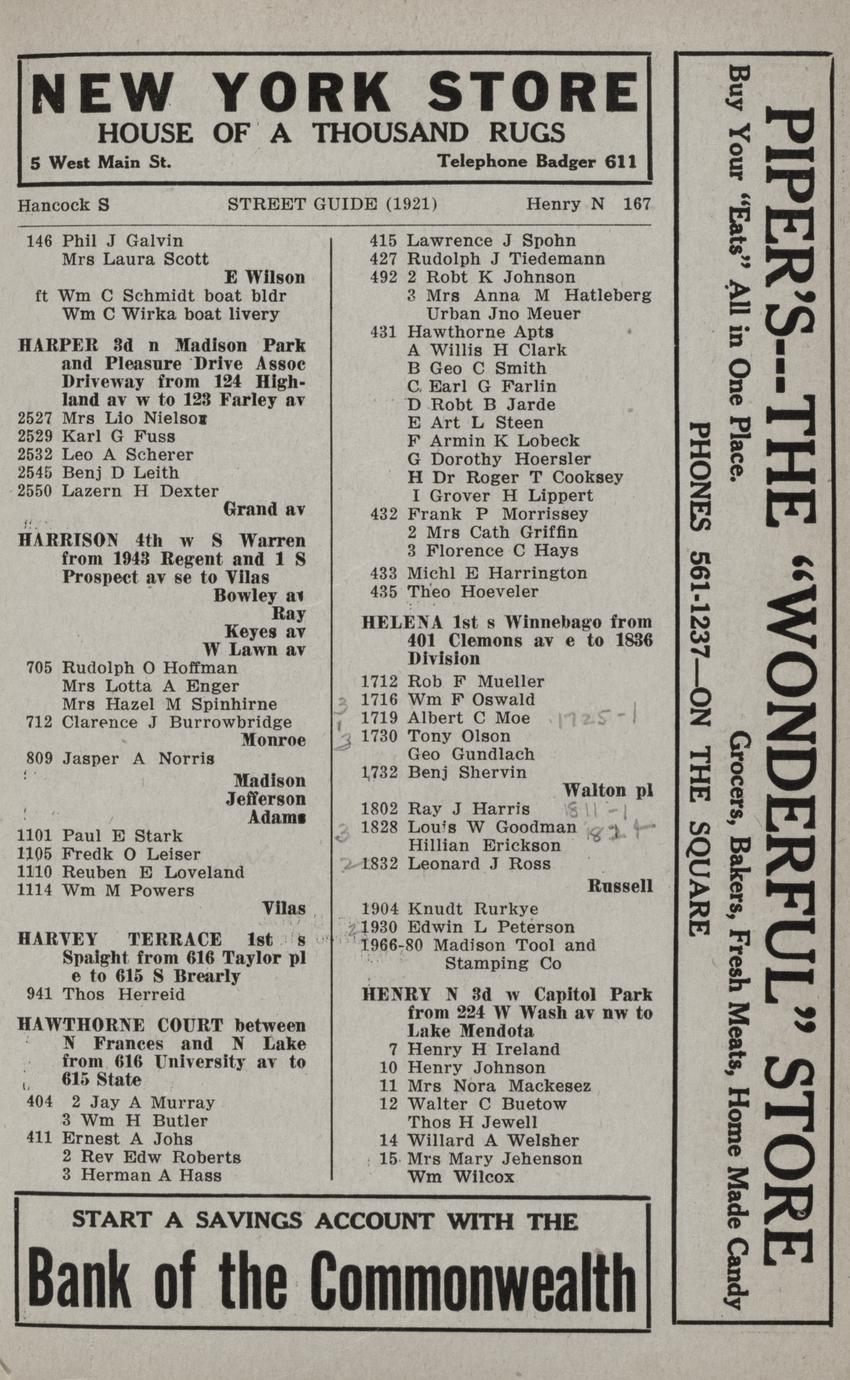 NEW YORK STORE
HOUSE OF A THOUSAND RUGS
5 West Main St. Telephone Badger 611
Hancock S STREET GUIDE (1921) Henry N 167
146 Phil J Galvin
Mrs Laura Scott
E Wilson
ft Wm C Schmidt boat bldr
Wm C Wirka boat livery
HARPER 3d n Madison Park
and Pleasure Drive Assoc
Driveway from 124 High-
land av w to 123 Farley av
2527 Mrs Lio Nielson
2529 Karl G Fuss
2532 Leo A Scherer
2545 Benj D Leith
2550 Lazern H Dexter
Grand av
HARRISON 4th w S Warren
from 1943 Regent and 1 S
Prospect av se to Vilas
Bowley av
Ray
Keyes av
W Lawn av
705 Rudolph O Hoffman
Mrs Lotta A Enger
Mrs Hazel M Spinhirne
712 Clarence J Burrowbridge
Monroe
809 Jasper A Norris
Madison
Jefferson
Adams
1101 Paul E Stark
1105 Fredk O Leiser
1110 Reuben E Loveland
1114 Wm M Powers
Vilas
HARVEY TERRACE 1st s
Spaight from 616 Taylor pl
e to 615 S Brearly
941 Thos Herreid
HAWTHORNE COURT between
N Frances and N Lake
from 616 University av to
615 State
404 2 Jay A Murray
3 Wm H Butler
411 Ernest A Johs
2 Rev Edw Roberts
3 Herman A Hass
415 Lawrence J Spohn
427 Rudolph J Tiedemann
492 2 Robt K Johnson
3 Mrs Anna M Hatleberg
Urban Jno Meuer
431 Hawthorne Apts
A Willis H Clark
B Geo C Smith
C Earl G Farlin
D Robt B Jarde
E Art L Steen
F Armin K Lobeck
G Dorothy Hoersler
H Dr Roger T Cooksey
I Grover H Lippert
432 Frank P Morrissey
2 Mrs Cath Griffin
3 Florence C Hays
433 Michl E Harrington
435 Theo Hoeveler
HELENA 1st s Winnebago from
401 Clemons av e to 1836
Division
1712 Rob F Mueller
3 1716 Wm F Oswald
1 1719 Albert C Moe 1725-1
3 1730 Tony Olson
Geo Gundlach
1732 Benj Shervin
Walton pl
1802 Ray J Harris 811-1
3 1828 Louis W Goodman
Hillian Erickson
2 1832 Leonard J Ross
Russell
1904 Knudt Rurkye
2 1930 Edwin L Peterson
1966-80 Madison Tool and
Stamping Co
HENRY N 3d w Capitol Park
from 224 W Wash av nw to
Lake Mendota
7 Henry H Ireland
10 Henry Johnson
11 Mrs Nora Mackesez
12 Walter C Buetow
Thos H Jewell
14 Willard A Welsher
15 Mrs Mary Jehenson
Wm Wilcox
START A SAVINGS ACCOUNT WITH THE
Bank of the Commonwealth
PIPER'S---THE "WONDERFUL" STORE
Buy Your "Eats" All in One Place. Grocers, Bakers, Fresh Meats, Home Made Candy
PHONES 561-1237—ON THE SQUARE